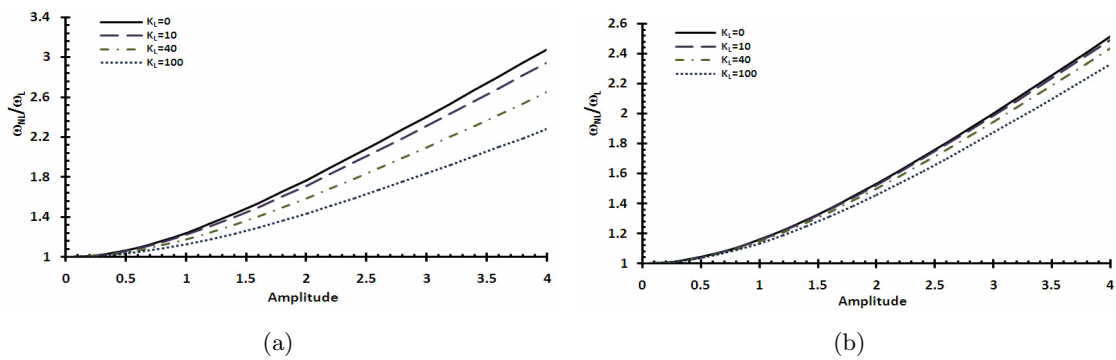 3.4
3
2.6
2.2
1.8
1.4
1
ω_NL/ω_L
K_L=0
K_L=10
K_L=40
K_L=100
0 0.5 1 1.5 2 2.5 3 3.5 4
Amplitude
(a)
2.6
2.4
2.2
2
1.8
1.6
1.4
1.2
1
ω_NL/ω_L
K_L=0
K_L=10
K_L=40
K_L=100
0 0.5 1 1.5 2 2.5 3 3.5 4
Amplitude
(b)